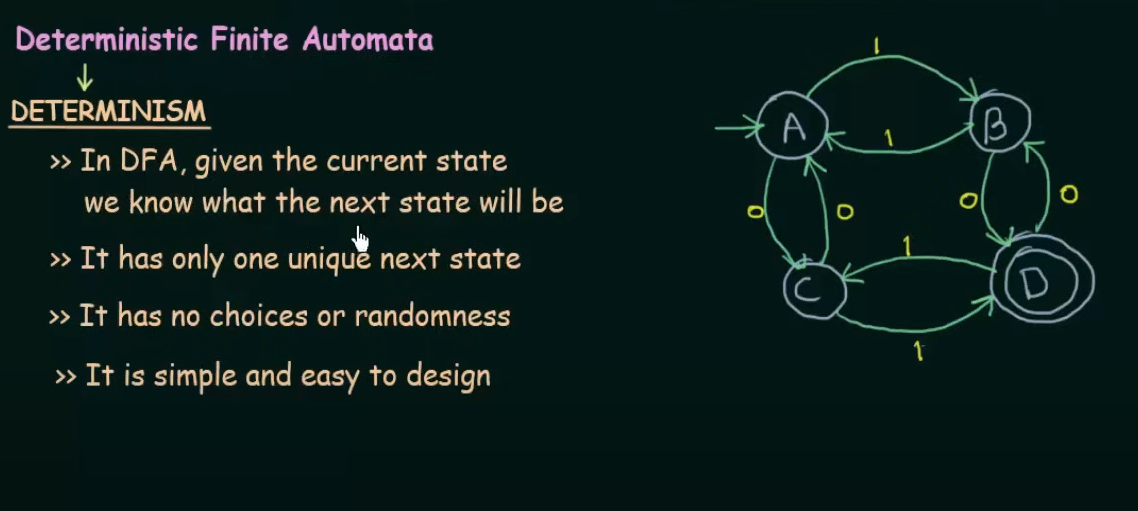 Deterministic Finite Automata
DETERMINISM
>> In DFA, given the current state
we know what the next state will be
>> It has only one unique next state
>> It has no choices or randomness
>> It is simple and easy to design
1
A
B
1
0
0
0
0
1
C
D
1